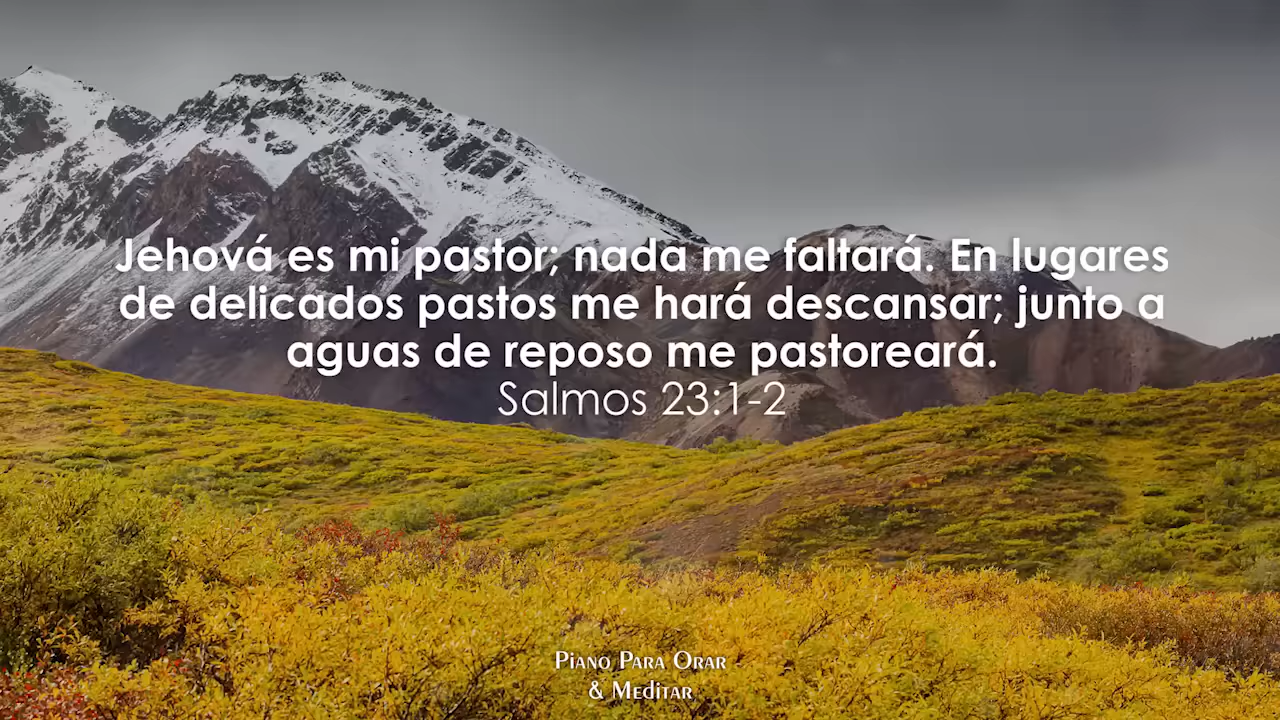 Jehová es mi pastor; nada me faltará. En lugares
de delicados pastos me hará descansar; junto a
aguas de reposo me pastoreará.
Salmos 23:1-2
Piano Para Orar
& Meditar